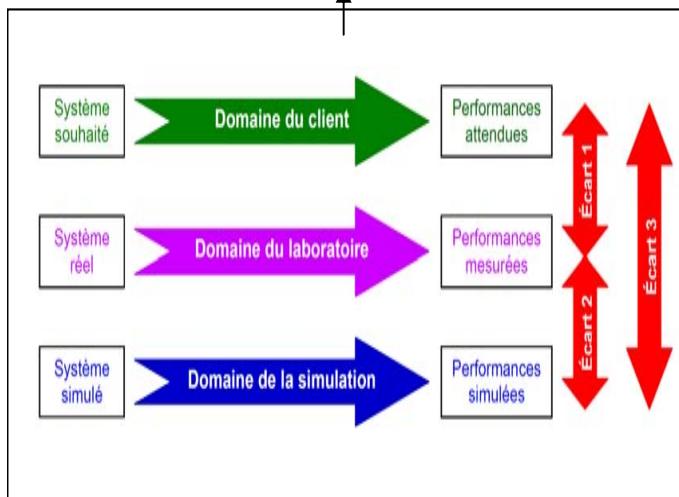 Système
souhaité
Domaine du client
Performances
attendues
Écart 1
Écart 3
Système
réel
Domaine du laboratoire
Performances
mesurées
Écart 2
Système
simulé
Domaine de la simulation
Performances
simulées